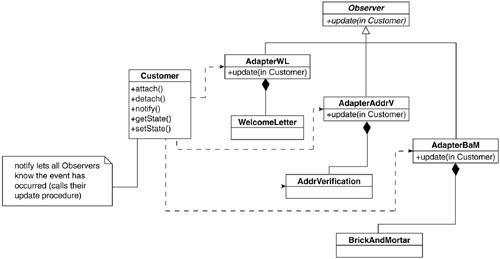 Observer
+update(in Customer)
AdapterWL
+update(in Customer)
Customer
+attach()
+detach()
+notify()
+getState()
+setState()
AdapterAddrV
+update(in Customer)
WelcomeLetter
AdapterBaM
+update(in Customer)
notify lets all Observers
know the event has
occurred (calls their
update procedure)
AddrVerification
BrickAndMortar